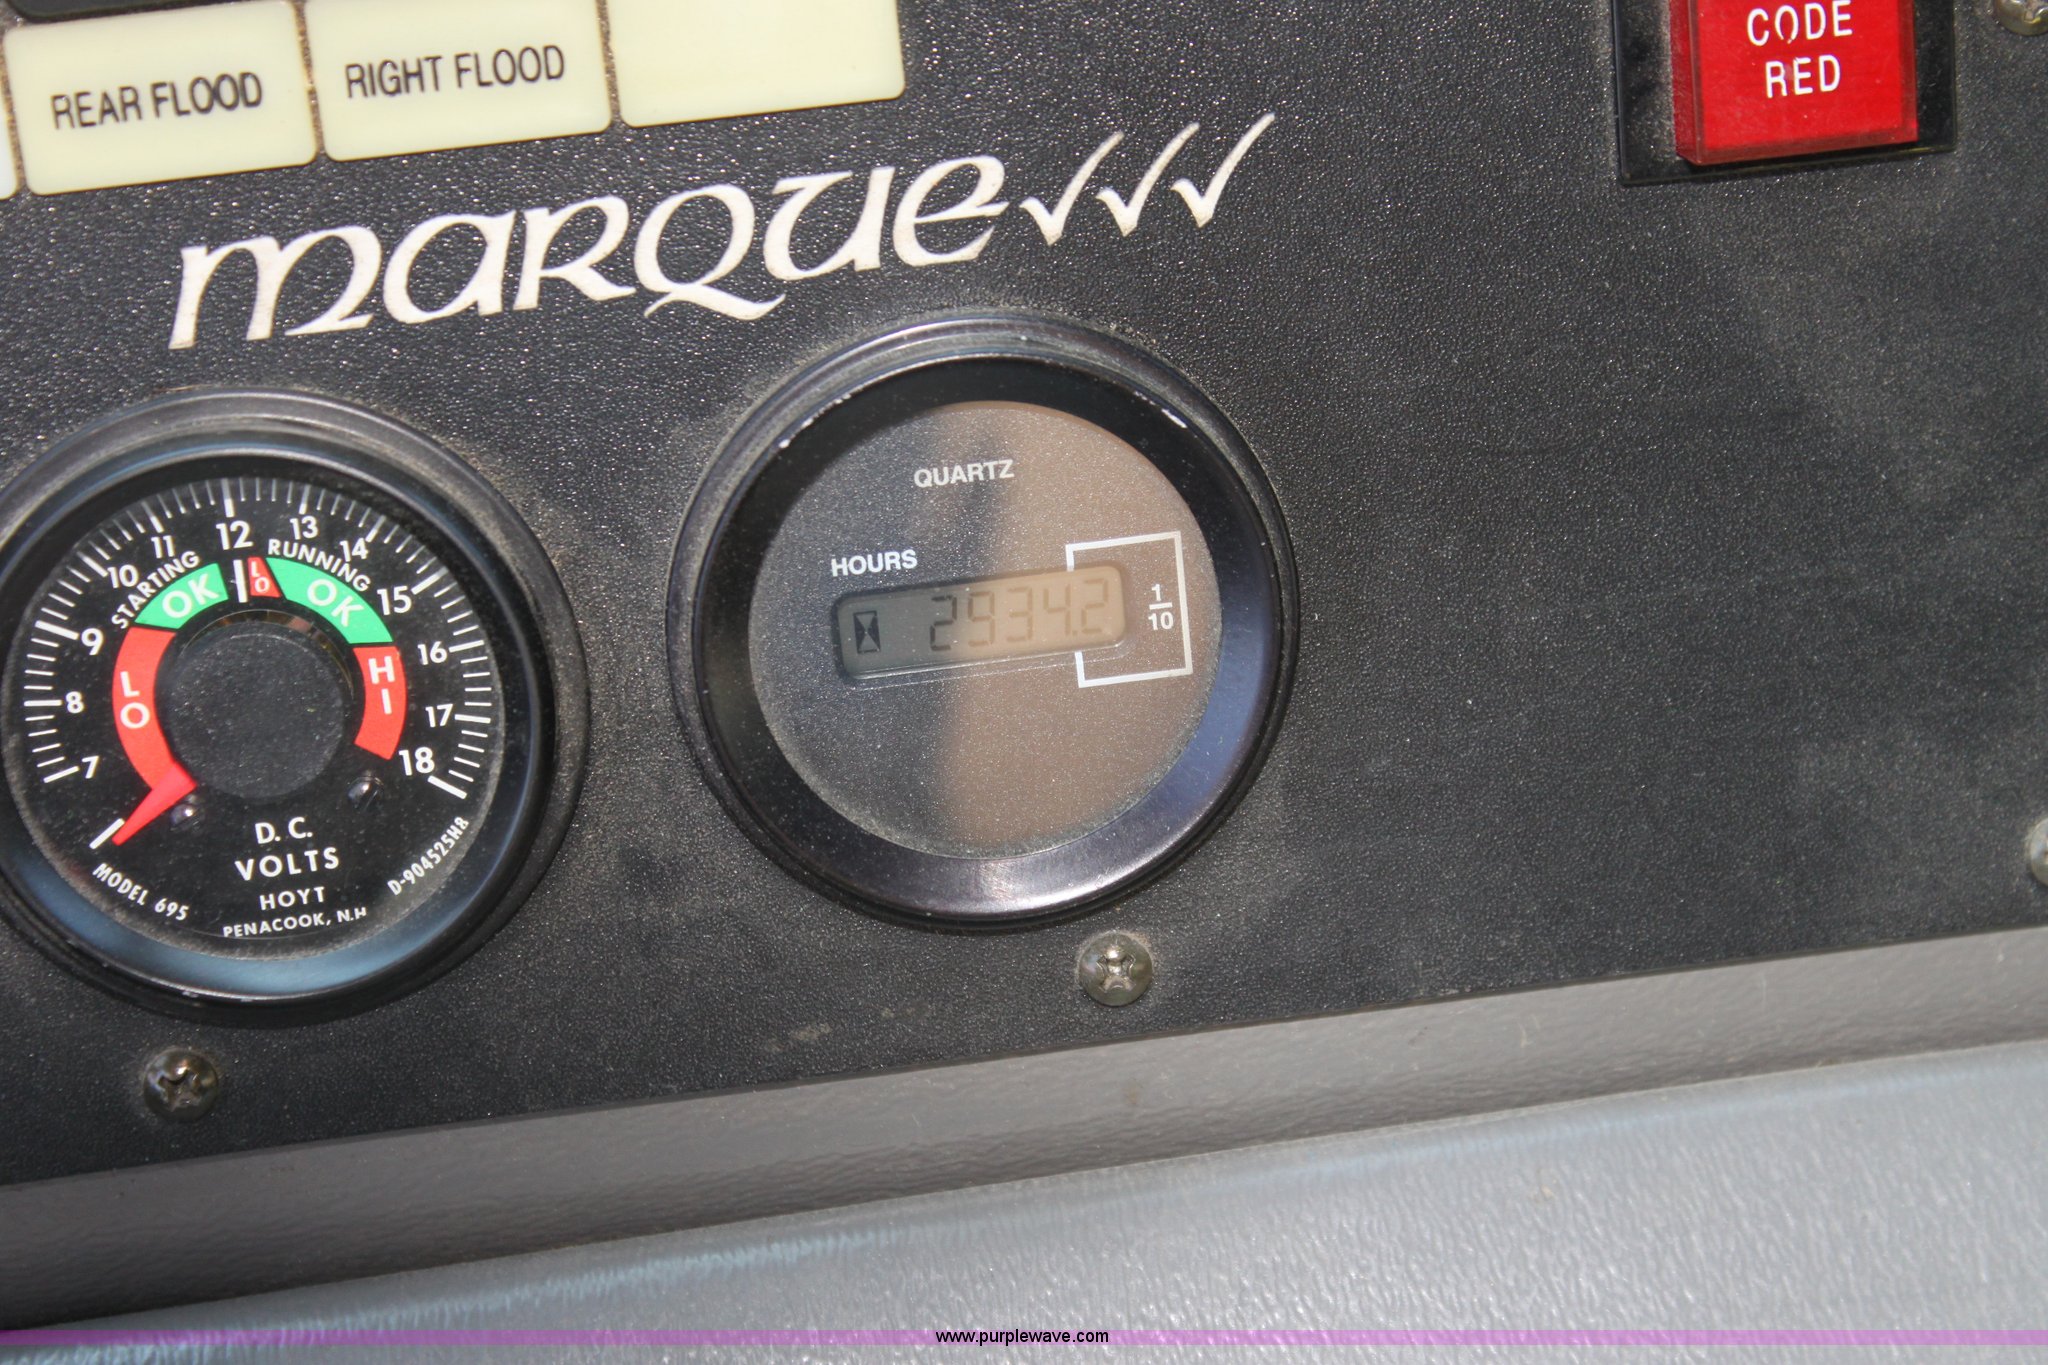 REAR FLOOD
RIGHT FLOOD
CODE
RED
marque
QUARTZ
HOURS
2934.2
1
10
7
8
9
10
11
12
13
14
15
16
17
18
STARTING
RUNNING
LO
OK
LO
OK
HI
D.C.
VOLTS
HOYT
PENACOOK, N.H
MODEL 695
D-904525H8
www.purplewave.com